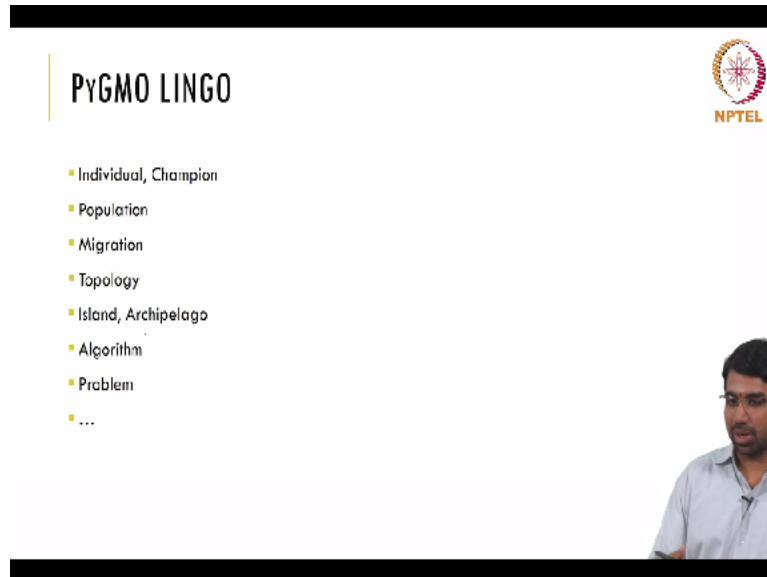 PYGMO LINGO
NPTEL
Individual, Champion
Population
Migration
Topology
Island, Archipelago
Algorithm
Problem
...